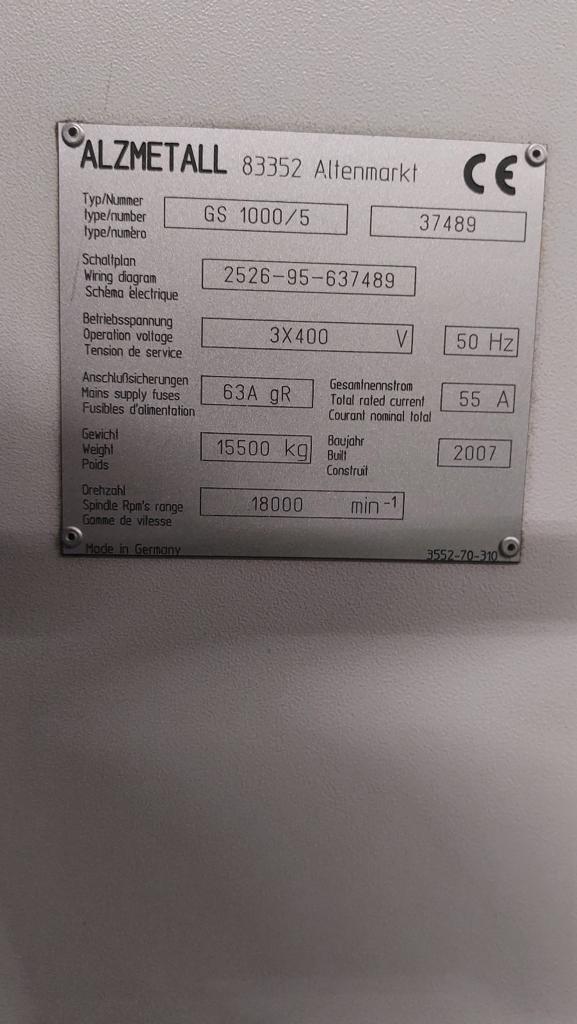 ALZMETALL 83352 Altenmarkt CE
Typ/Nummer
type/number GS 1000/5 37489
type/numèro
Schaltplan
Wiring diagram 2526-95-637489
Schèma èlectrique
Betriebsspannung
Operation voltage 3X400 V 50 Hz
Tension de service
Anschlußsicherungen
Mains supply fuses 63A gR
Fusibles d'alimentation
Gesamtnennstrom
Total rated current 55 A
Courant nominal total
Gewicht
Weight 15500 kg
Poids
Baujahr
Built 2007
Construit
Drehzahl
Spindle Rpm's range 18000 min⁻¹
Gamme de vitesse
Made in Germany 3552-70-310